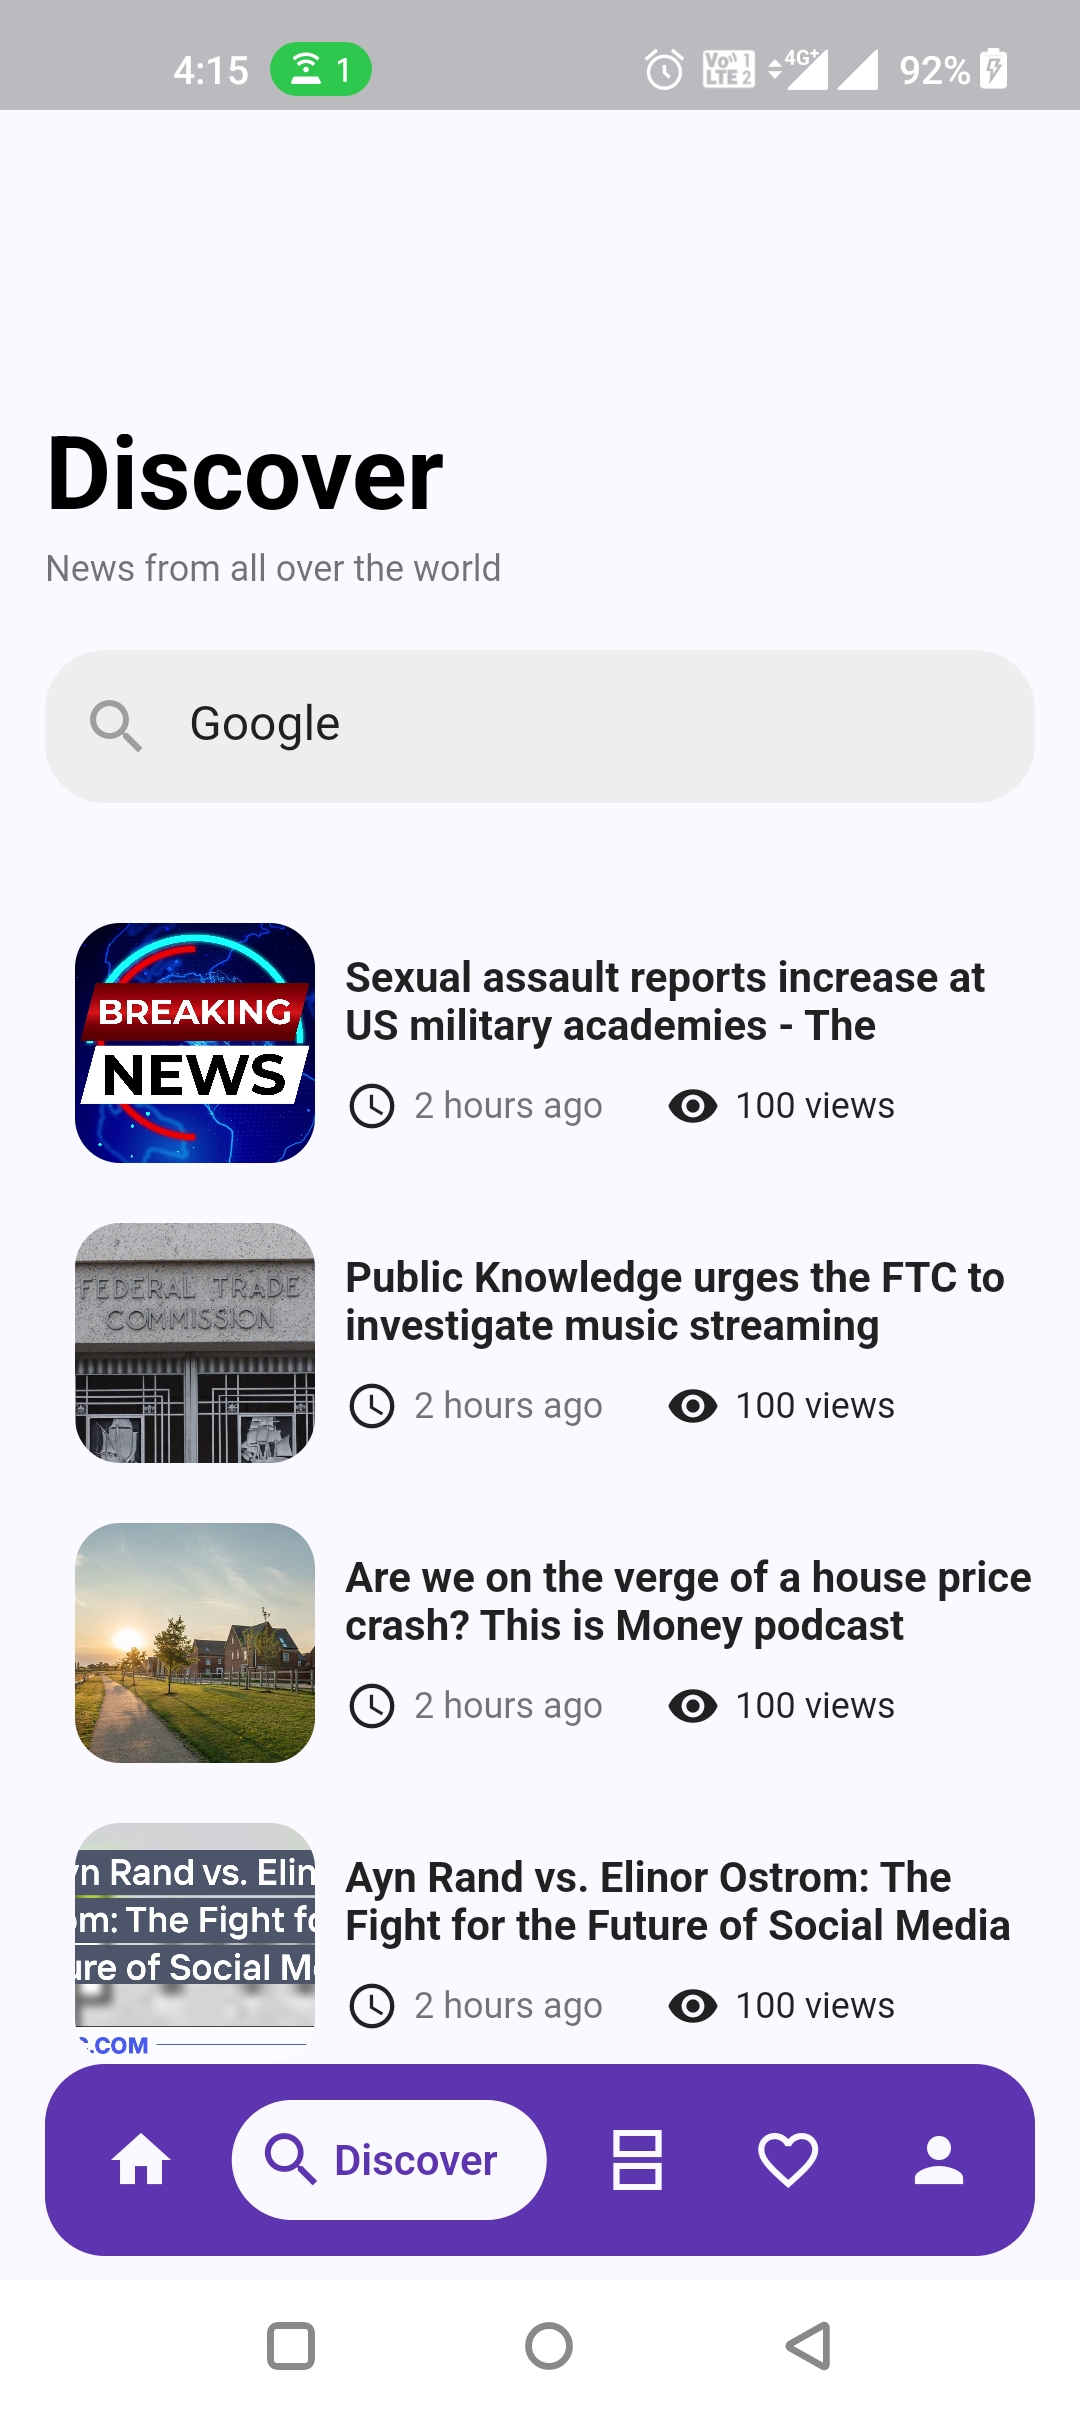 4:15
1
Vo)) 1
LTE 2
4G+
92%
Discover
News from all over the world
Google
BREAKING
NEWS
Sexual assault reports increase at
US military academies - The
2 hours ago
100 views
FEDERAL TRADE
COMMISSION
Public Knowledge urges the FTC to
investigate music streaming
2 hours ago
100 views
Are we on the verge of a house price
crash? This is Money podcast
2 hours ago
100 views
yn Rand vs. Elin
om: The Fight fo
ure of Social Me
C.COM
Ayn Rand vs. Elinor Ostrom: The
Fight for the Future of Social Media
2 hours ago
100 views
Discover